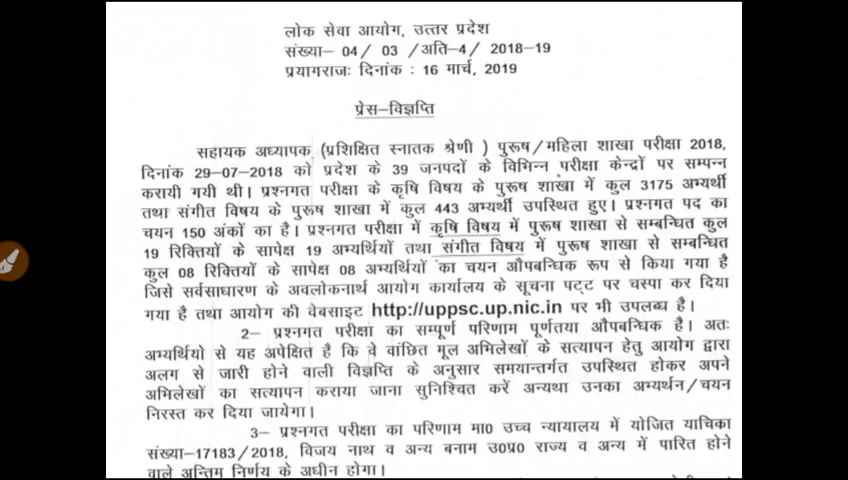 लोक सेवा आयोग, उत्तर प्रदेश
संख्या– 04/ 03 /अति-4/ 2018-19
प्रयागराजः दिनांक : 16 मार्च, 2019
प्रेस–विज्ञप्ति
सहायक अध्यापक (प्रशिक्षित स्नातक श्रेणी ) पुरूष/महिला शाखा परीक्षा 2018,
दिनांक 29-07-2018 को प्रदेश के 39 जनपदों के विभिन्न परीक्षा केन्द्रों पर सम्पन्न
करायी गयी थी। प्रश्नगत परीक्षा के कृषि विषय के पुरूष शाखा में कुल 3175 अभ्यर्थी
तथा संगीत विषय के पुरूष शाखा में कुल 443 अभ्यर्थी उपस्थित हुए। प्रश्नगत पद का
चयन 150 अंकों का है। प्रश्नगत परीक्षा में कृषि विषय में पुरूष शाखा से सम्बन्धित कुल
19 रिक्तियों के सापेक्ष 19 अभ्यर्थियों तथा संगीत विषय में पुरूष शाखा से सम्बन्धित
कुल 08 रिक्तियों के सापेक्ष 08 अभ्यर्थियों का चयन औपबन्धिक रूप से किया गया है
जिसे सर्वसाधारण के अवलोकनार्थ आयोग कार्यालय के सूचना पट्ट पर चस्पा कर दिया
गया है तथा आयोग की वेबसाइट http://uppsc.up.nic.in पर भी उपलब्ध है।
2– प्रश्नगत परीक्षा का सम्पूर्ण परिणाम पूर्णतया औपबन्धिक है। अतः
अभ्यर्थियो से यह अपेक्षित है कि वे वांछित मूल अभिलेखों के सत्यापन हेतु आयोग द्वारा
अलग से जारी होने वाली विज्ञप्ति के अनुसार समयान्तर्गत उपस्थित होकर अपने
अभिलेखों का सत्यापन कराया जाना सुनिश्चित करें अन्यथा उनका अभ्यर्थन/चयन
निरस्त कर दिया जायेगा।
3– प्रश्नगत परीक्षा का परिणाम मा0 उच्च न्यायालय में योजित याचिका
संख्या-17183/2018, विजय नाथ व अन्य बनाम उ0प्र0 राज्य व अन्य में पारित होने
वाले अन्तिम निर्णय के अधीन होगा।